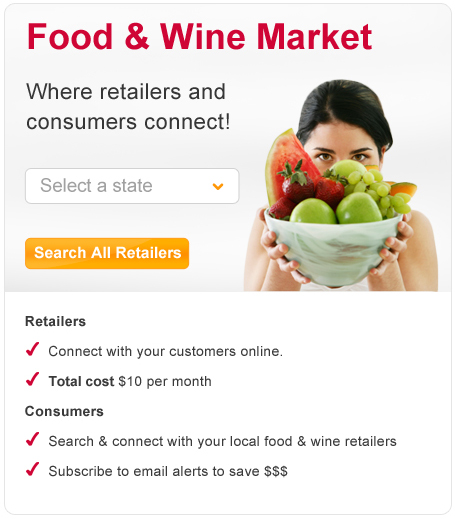 Food & Wine Market
Where retailers and
consumers connect!
Select a state
Search All Retailers
Retailers
Connect with your customers online.
Total cost $10 per month
Consumers
Search & connect with your local food & wine retailers
Subscribe to email alerts to save $$$